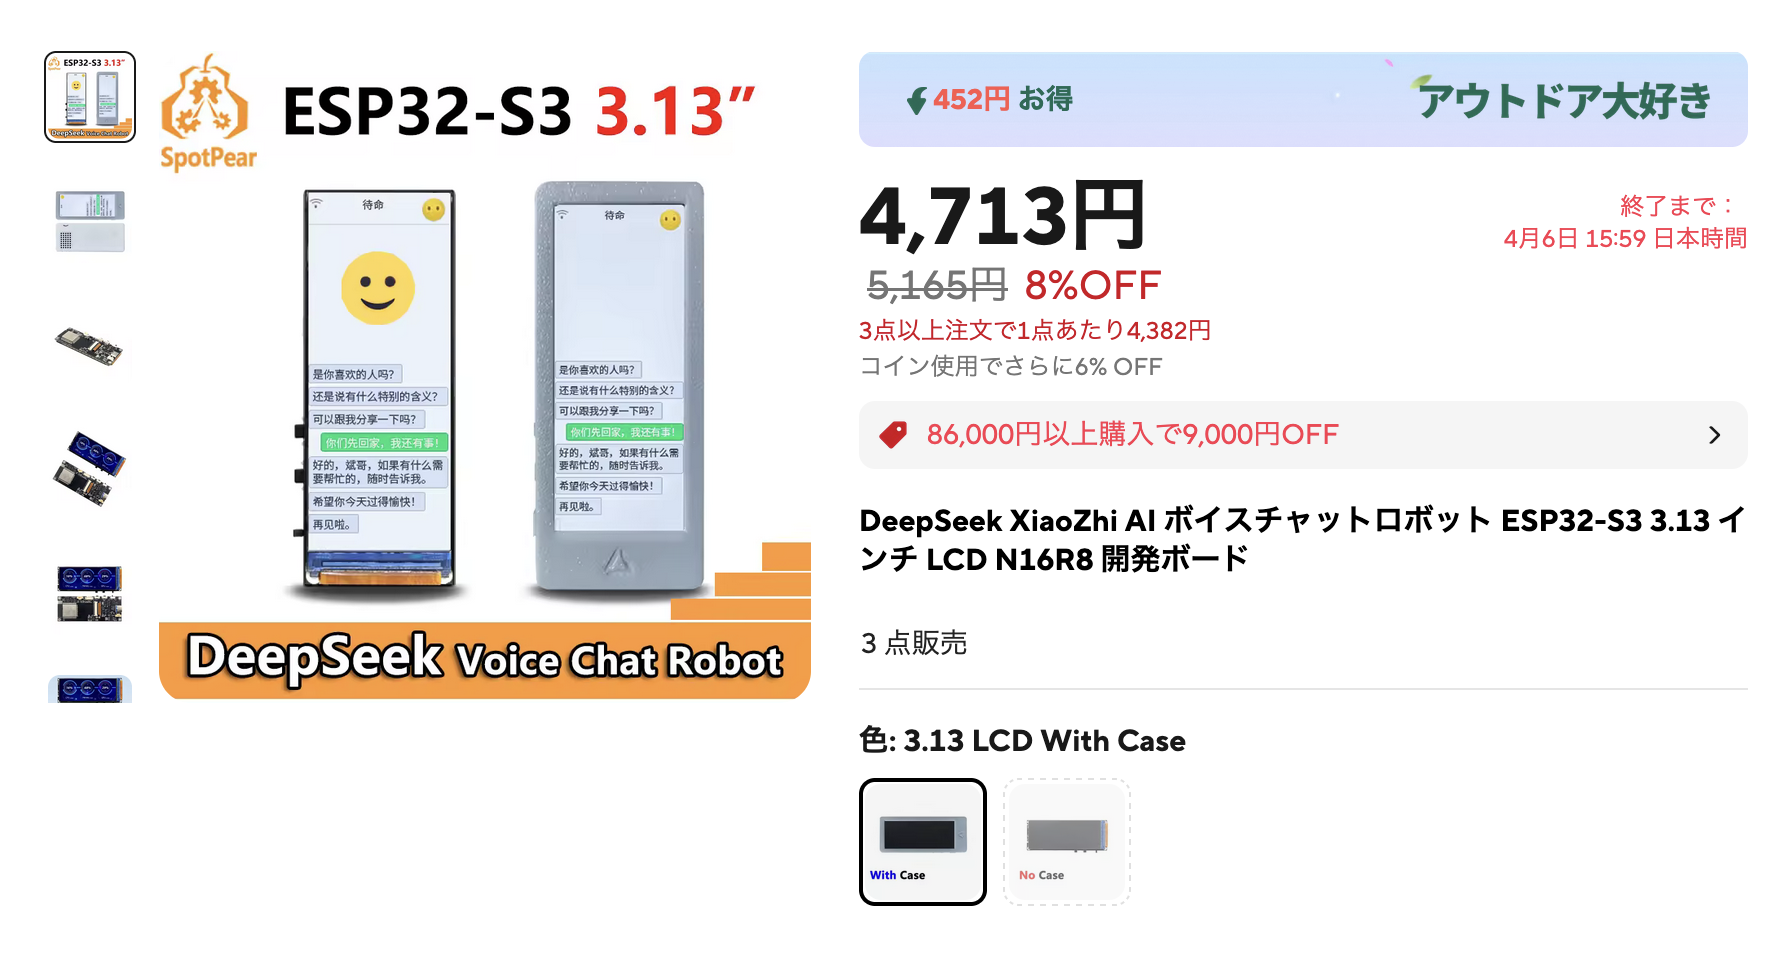 ESP32-S3 3.13"
SpotPear
待命
是你喜欢的人吗？
还是说有什么特别的含义？
可以跟我分享一下吗？
你们先回家，我还有事！
好的，斌哥，如果有什么需
要帮忙的，随时告诉我。
希望你今天过得愉快！
再见啦。
待命
是你喜欢的人吗？
还是说有什么特别的含义？
可以跟我分享一下吗？
你们先回家，我还有事！
好的，斌哥，如果有什么需
要帮忙的，随时告诉我。
希望你今天过得愉快！
再见啦。
DeepSeek Voice Chat Robot
ESP32-S3 3.13"
DeepSeek Voice Chat Robot
452円 お得
アウトドア大好き
4,713円
終了まで：
4月6日 15:59 日本時間
5,165円 8%OFF
3点以上注文で1点あたり4,382円
コイン使用でさらに6% OFF
86,000円以上購入で9,000円OFF
DeepSeek XiaoZhi AI ボイスチャットロボット ESP32-S3 3.13 イ
ンチ LCD N16R8 開発ボード
3 点販売
色: 3.13 LCD With Case
With Case
No Case